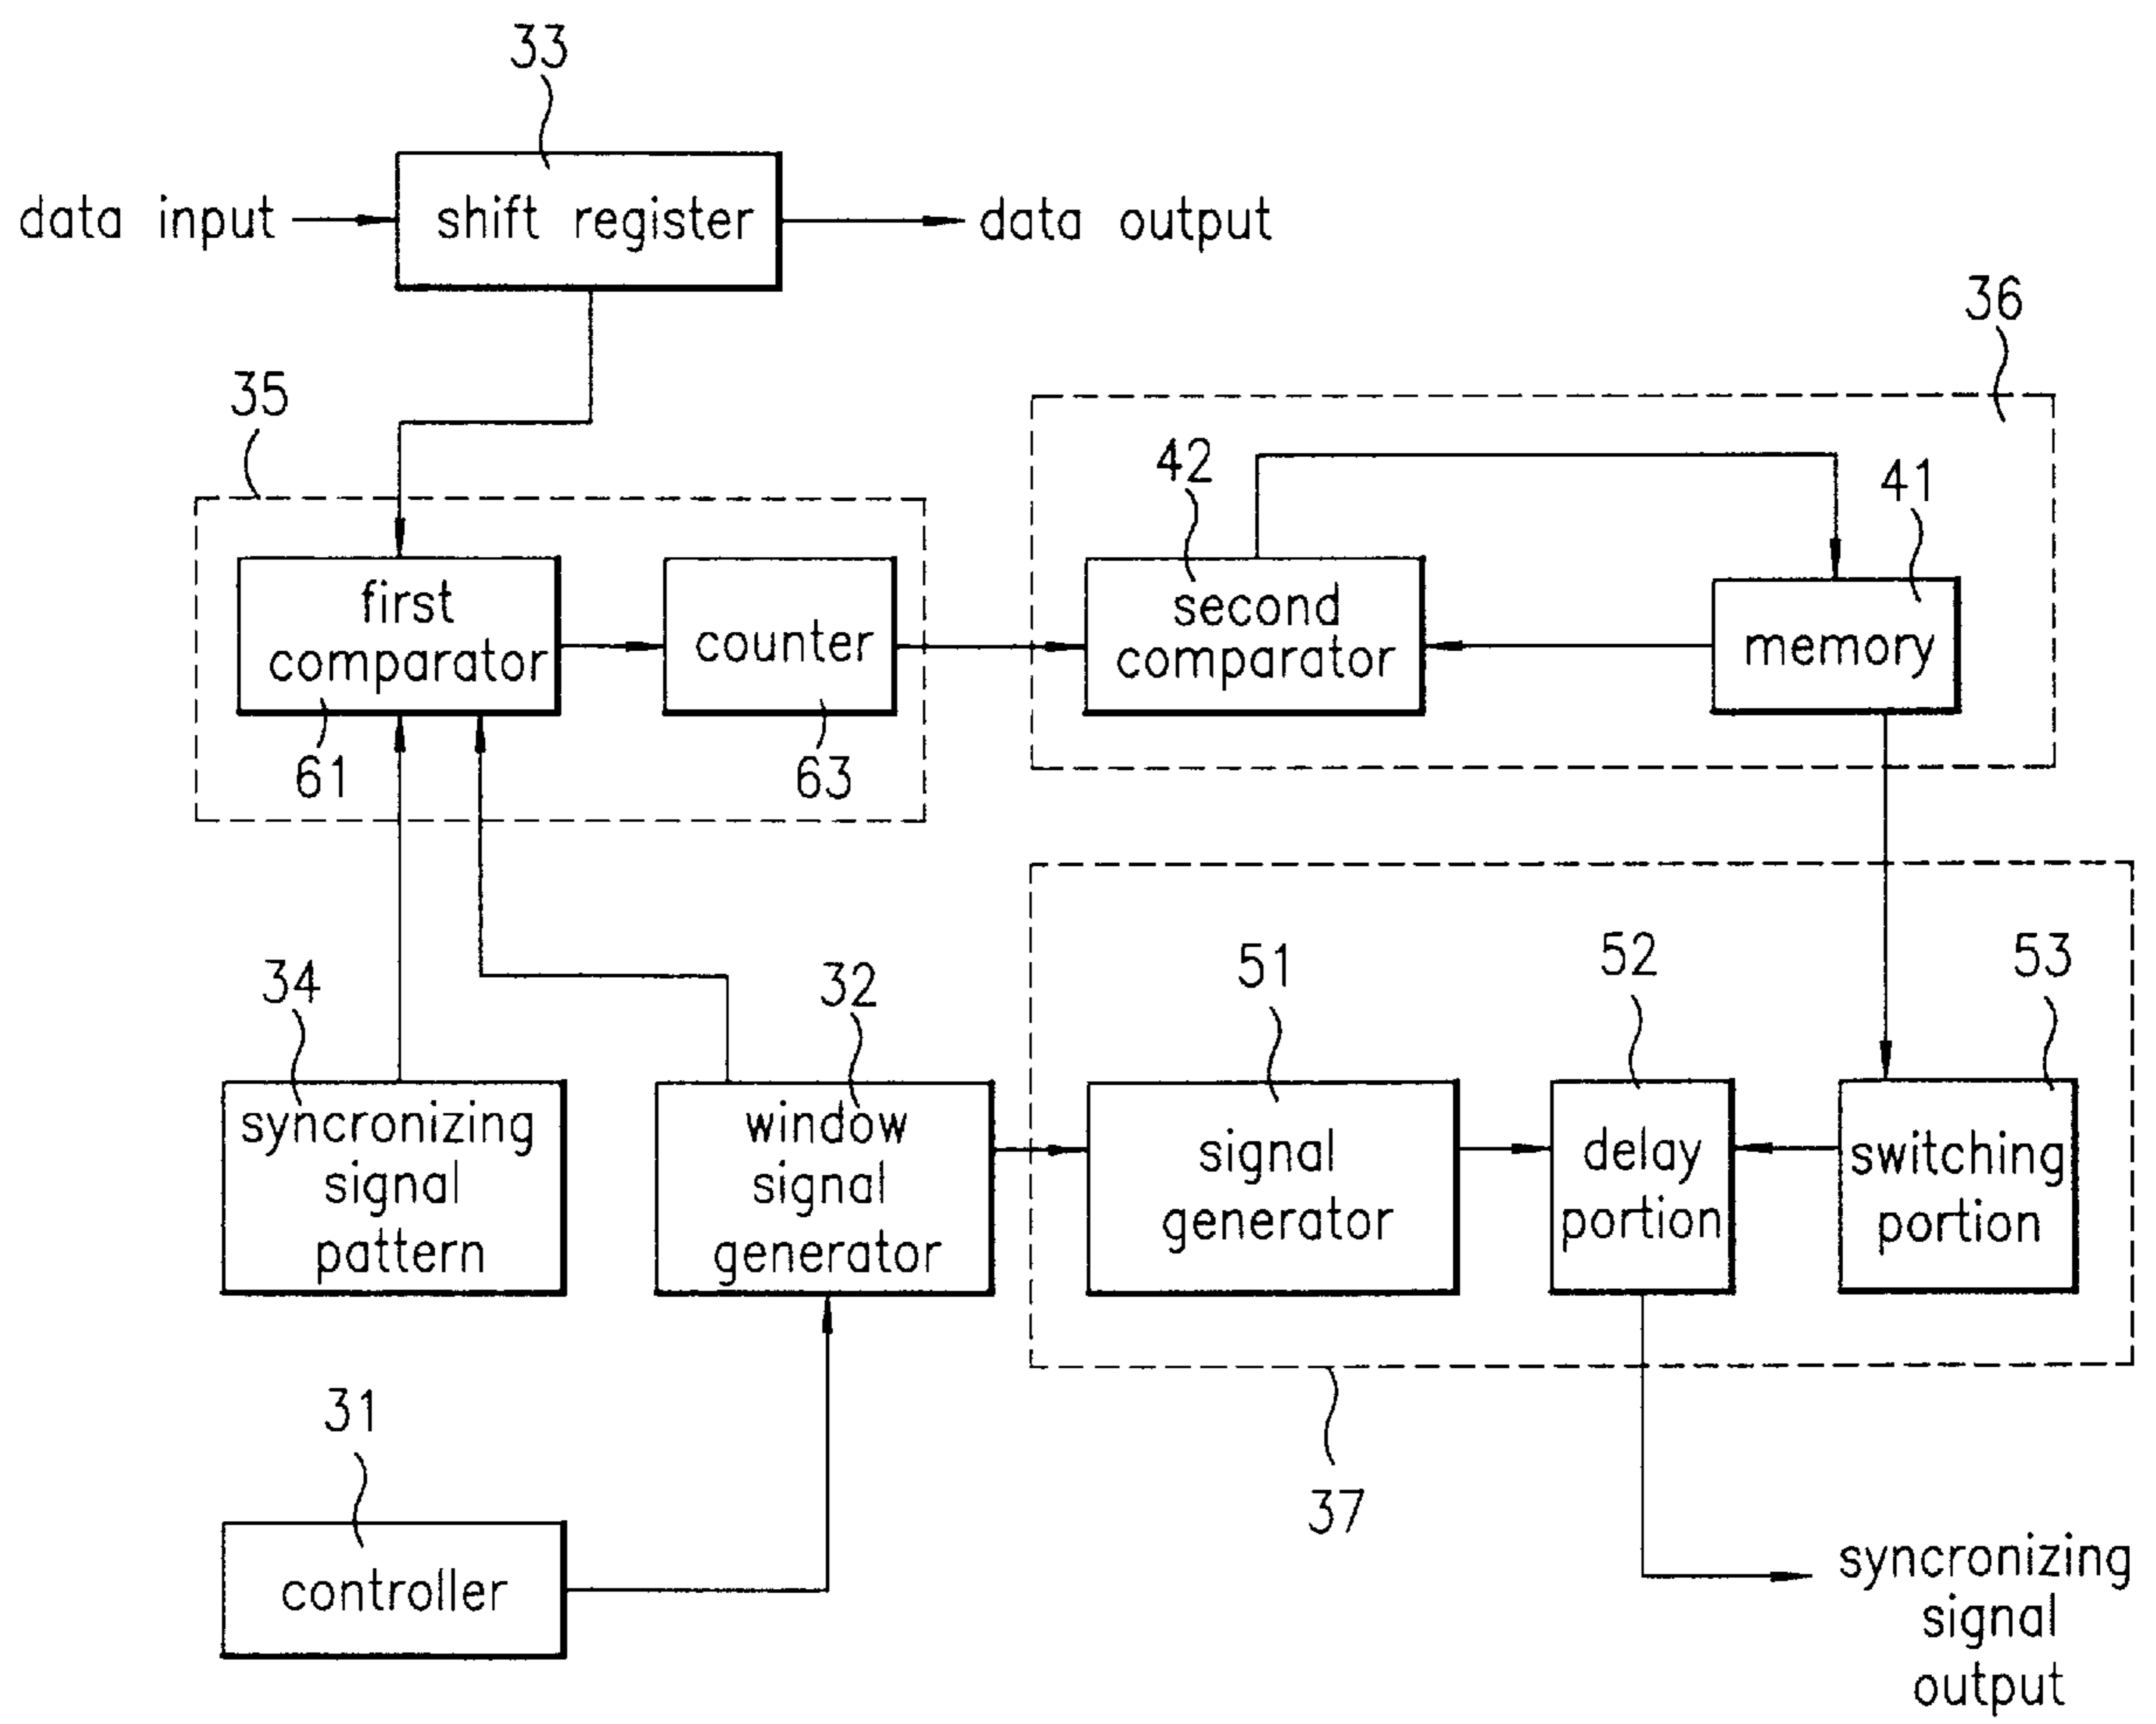 33
data input
shift register
data output
36
35
42
41
first
comparator
counter
second
comparator
memory
61
63
34
32
51
52
53
syncronizing
signal
pattern
window
signal
generator
signal
generator
delay
portion
switching
portion
31
37
controller
syncronizing
signal
output